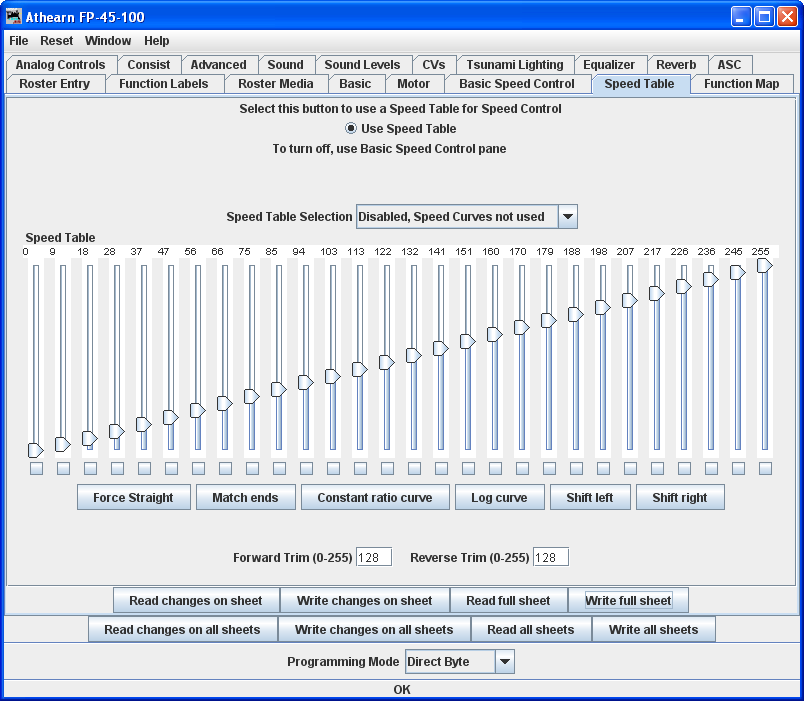 Athearn FP-45-100
File Reset Window Help
Analog Controls Consist Advanced Sound Sound Levels CVs Tsunami Lighting Equalizer Reverb ASC
Roster Entry Function Labels Roster Media Basic Motor Basic Speed Control Speed Table Function Map
Select this button to use a Speed Table for Speed Control
Use Speed Table
To turn off, use Basic Speed Control pane
Speed Table Selection Disabled, Speed Curves not used
Speed Table
0 9 18 28 37 47 56 66 75 85 94 103 113 122 132 141 151 160 170 179 188 198 207 217 226 236 245 255
Force Straight Match ends Constant ratio curve Log curve Shift left Shift right
Forward Trim (0-255) 128 Reverse Trim (0-255) 128
Read changes on sheet Write changes on sheet Read full sheet Write full sheet
Read changes on all sheets Write changes on all sheets Read all sheets Write all sheets
Programming Mode Direct Byte
OK